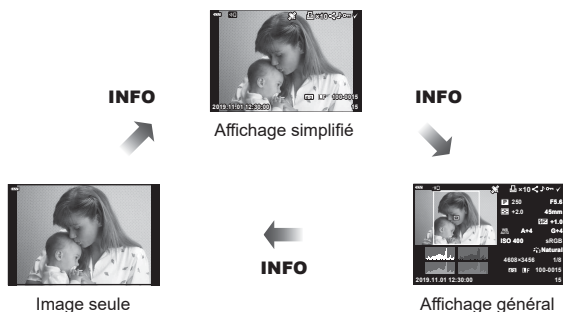 ×10
100-0015
2019.11.01 12:30:00 15
Affichage simplifié
INFO
INFO
×10
P 250 F5.6
+2.0 45mm
+1.0
A+4 G+4
ISO 400 sRGB
Natural
4608×3456 1/8
F 100-0015
2019.11.01 12:30:00 15
Affichage général
INFO
Image seule